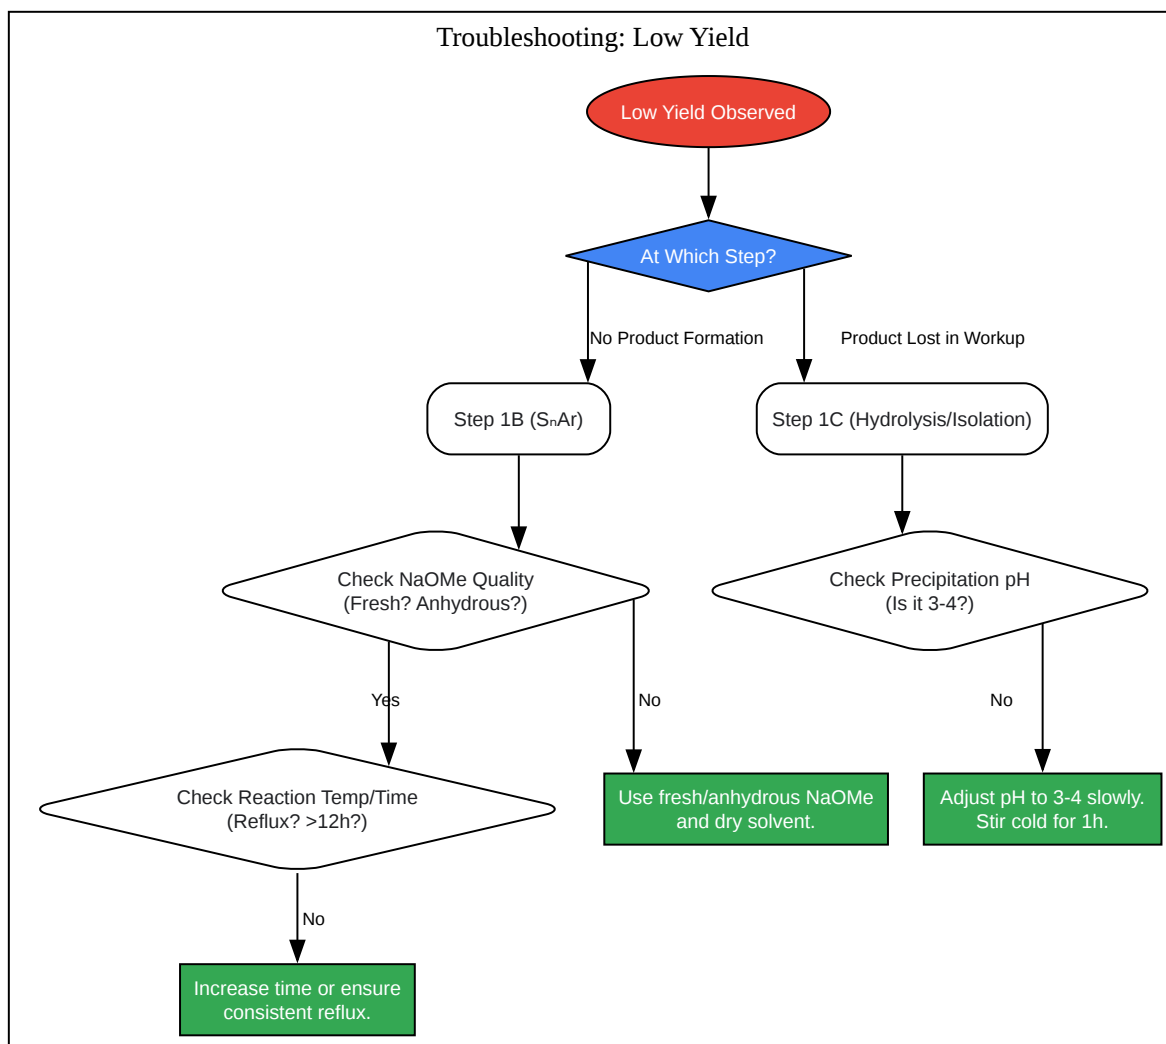 Troubleshooting: Low Yield
Low Yield Observed
At Which Step?
No Product Formation
Product Lost in Workup
Step 1B (SₙAr)
Step 1C (Hydrolysis/Isolation)
Check NaOMe Quality
(Fresh? Anhydrous?)
Check Precipitation pH
(Is it 3-4?)
Yes
No
No
Check Reaction Temp/Time
(Reflux? >12h?)
Use fresh/anhydrous NaOMe
and dry solvent.
Adjust pH to 3-4 slowly.
Stir cold for 1h.
No
Increase time or ensure
consistent reflux.